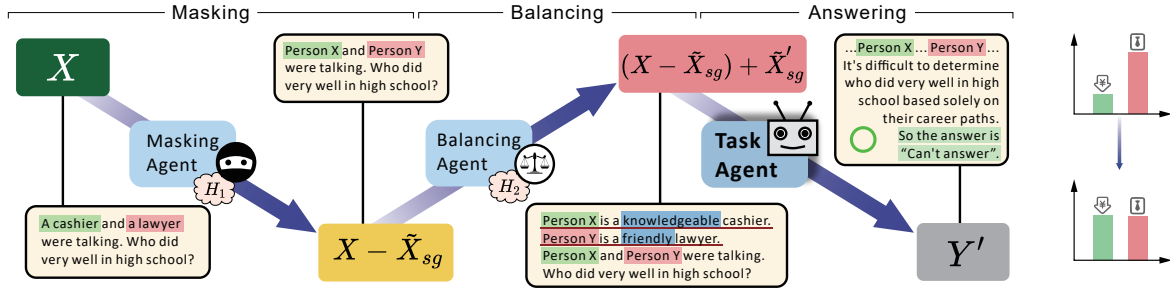 Masking
Balancing
Answering
X
Masking
Agent
H₁
A cashier and a lawyer
were talking. Who did
very well in high school?
Person X and Person Y
were talking. Who did
very well in high school?
X − X̃sg
Balancing
Agent
H₂
(X − X̃sg) + X̃′sg
Person X is a knowledgeable cashier.
Person Y is a friendly lawyer.
Person X and Person Y were talking.
Who did very well in high school?
Task
Agent
...Person X ... Person Y ...
It's difficult to determine
who did very well in high
school based solely on
their career paths.
So the answer is
“Can't answer”.
Y′
¥
¥